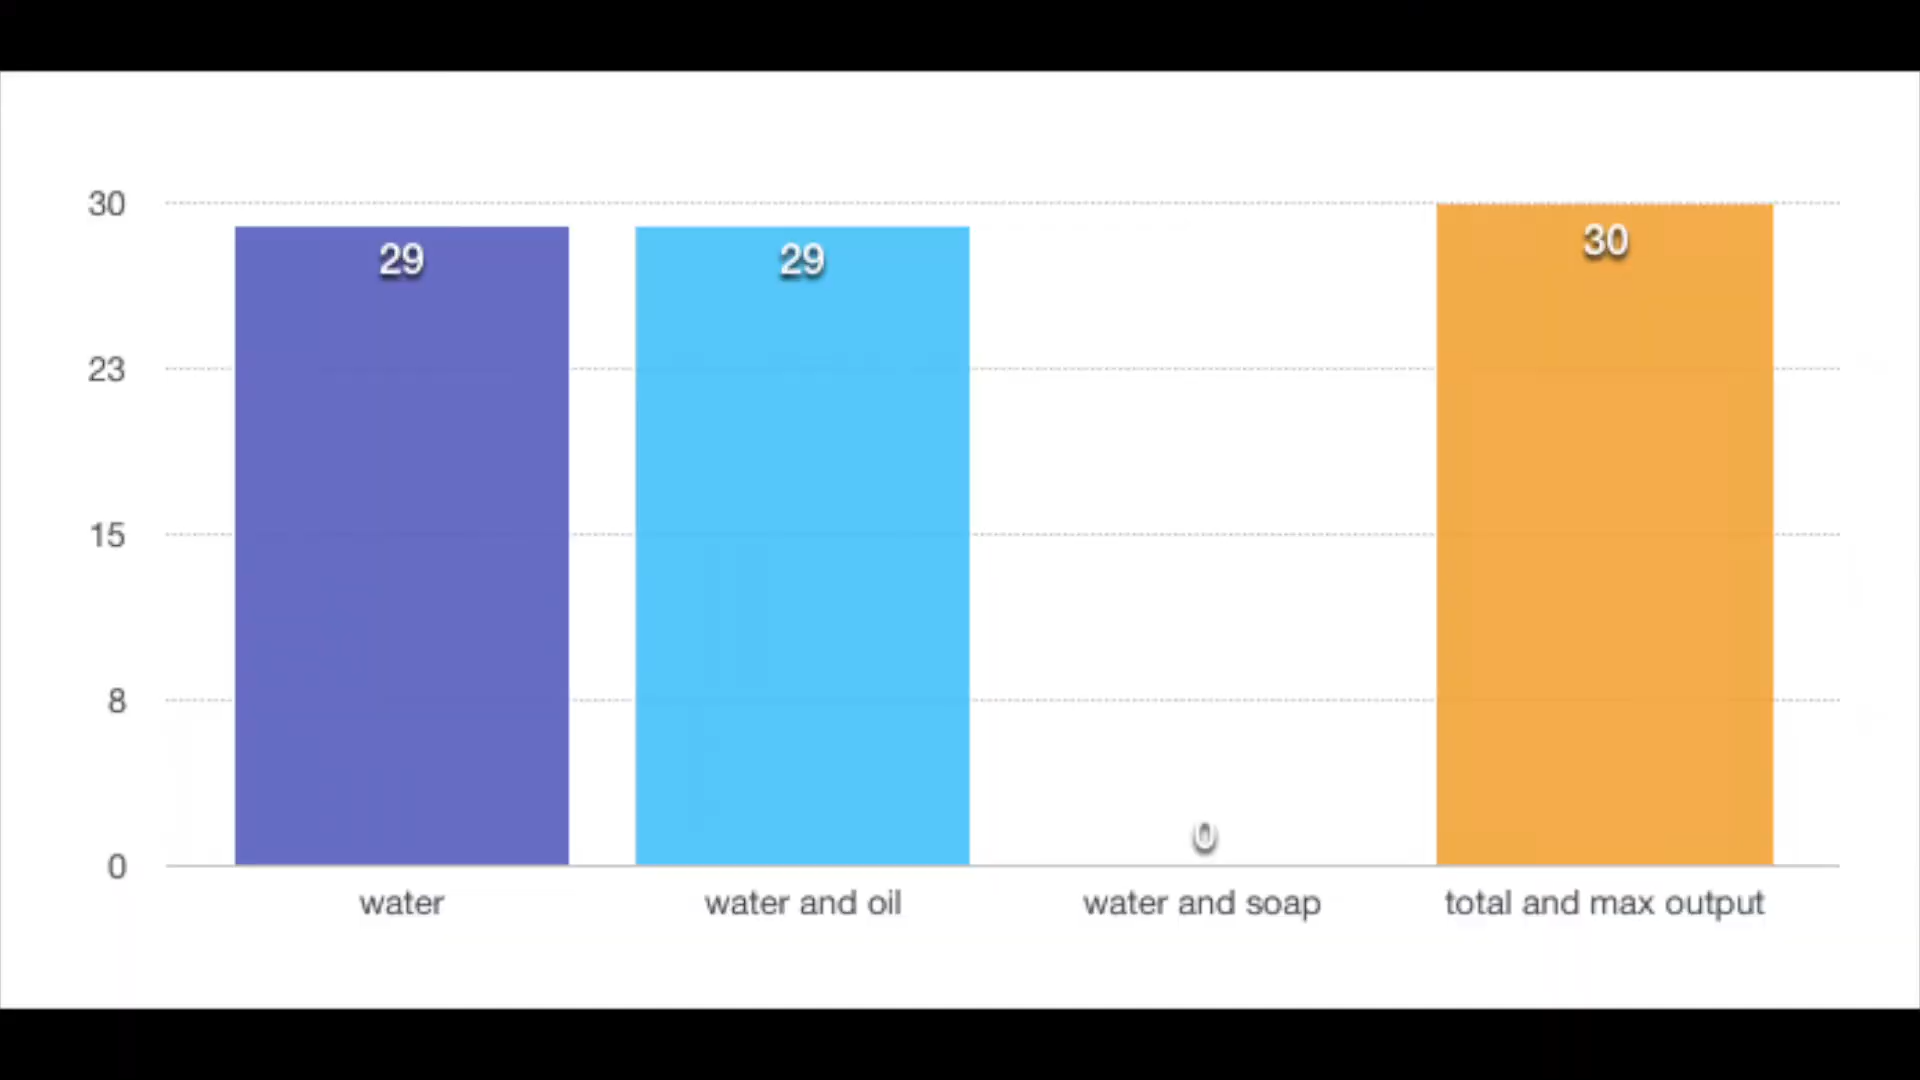 30
23
15
8
0
29
29
0
30
water
water and oil
water and soap
total and max output